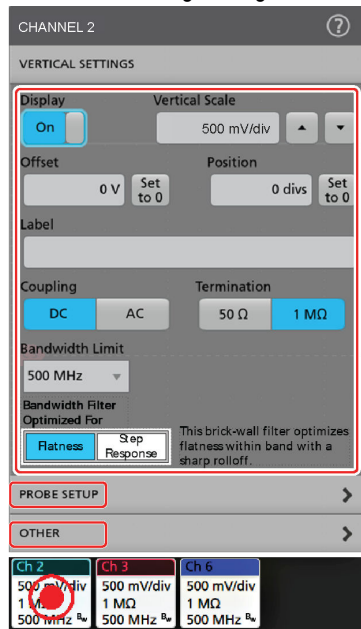 CHANNEL 2 ?
VERTICAL SETTINGS
Display Vertical Scale
On 500 mV/div
Offset Position
0 V Set to 0 0 divs Set to 0
Label
Coupling Termination
DC AC 50 Ω 1 MΩ
Bandwidth Limit
500 MHz
Bandwidth Filter
Optimized For
Flatness Step Response
This brick-wall filter optimizes
flatness within band with a
sharp rolloff.
PROBE SETUP
OTHER
Ch 2 Ch 3 Ch 6
500 mV/div 500 mV/div 500 mV/div
1 MΩ 1 MΩ 1 MΩ
500 MHz Bw 500 MHz Bw 500 MHz Bw